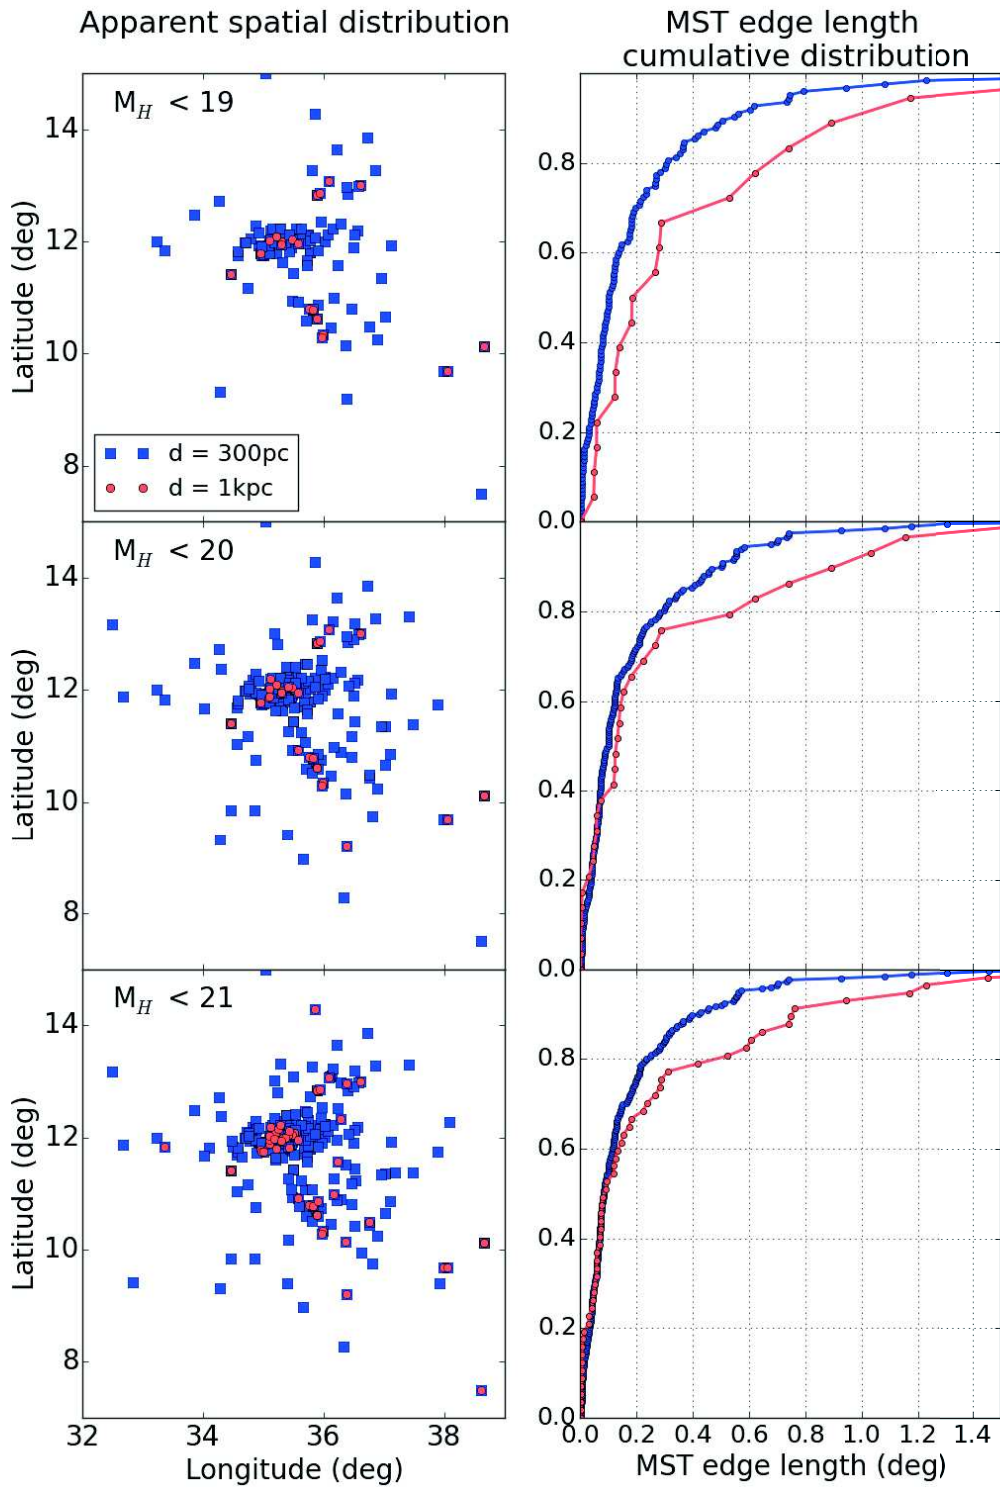 Apparent spatial distribution
MST edge length
cumulative distribution
M_H < 19
14
12
10
8
Latitude (deg)
d = 300pc
d = 1kpc
0.8
0.6
0.4
0.2
0.0
M_H < 20
14
12
10
8
Latitude (deg)
0.8
0.6
0.4
0.2
0.0
M_H < 21
14
12
10
8
Latitude (deg)
0.8
0.6
0.4
0.2
0.0
32 34 36 38
Longitude (deg)
0.0 0.2 0.4 0.6 0.8 1.0 1.2 1.4
MST edge length (deg)